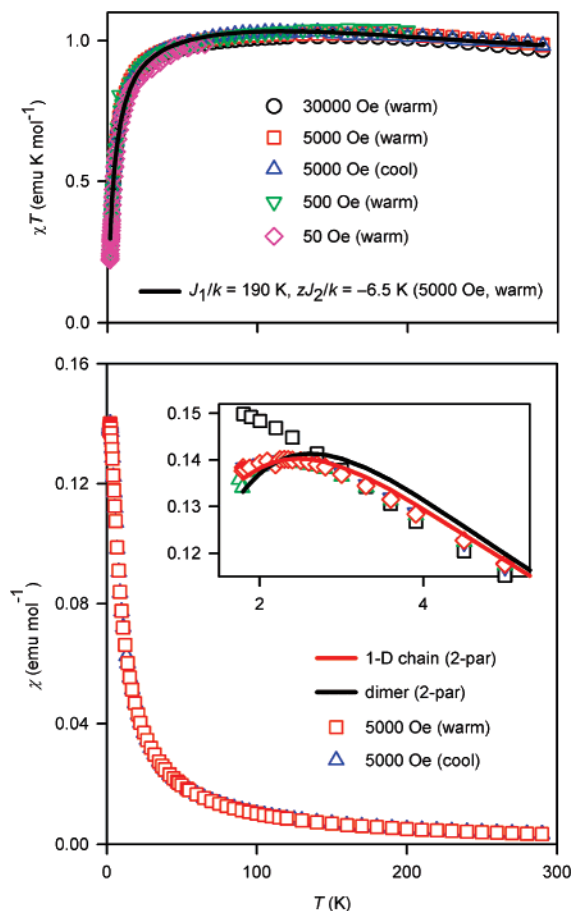 1.0
0.5
0.0
χT (emu K mol⁻¹)
30000 Oe (warm)
5000 Oe (warm)
5000 Oe (cool)
500 Oe (warm)
50 Oe (warm)
J₁/k = 190 K, zJ₂/k = –6.5 K (5000 Oe, warm)
0.16
0.12
0.08
0.04
0.00
χ (emu mol⁻¹)
0.15
0.14
0.13
0.12
2 4
1-D chain (2-par)
dimer (2-par)
5000 Oe (warm)
5000 Oe (cool)
0 100 200 300
T (K)